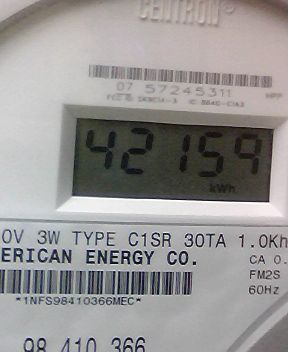 CENTRON®
07 57245311
42159
kWh
0V 3W TYPE C1SR 30TA 1.0Kh
ERICAN ENERGY CO.
CA 0.
FM2S
60Hz
*1NFS98410366MEC*
98 410 366